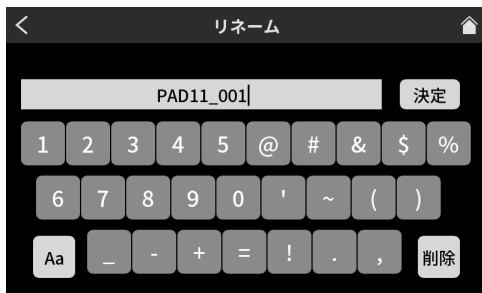 リネーム
PAD11_001 決定
1 2 3 4 5 @ # & $ %
6 7 8 9 0 ' ~ ( )
Aa _ - + = ! . , 削除